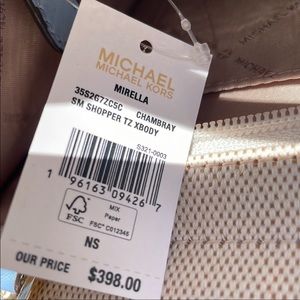 MICHAEL
MICHAEL KORS
MIRELLA
35S2G7ZC5C CHAMBRAY
SM SHOPPER TZ XBODY
S321-0003
1 96163 09426 7
FSC
MIX
Paper
FSC® C012345
NS
OUR PRICE $398.00